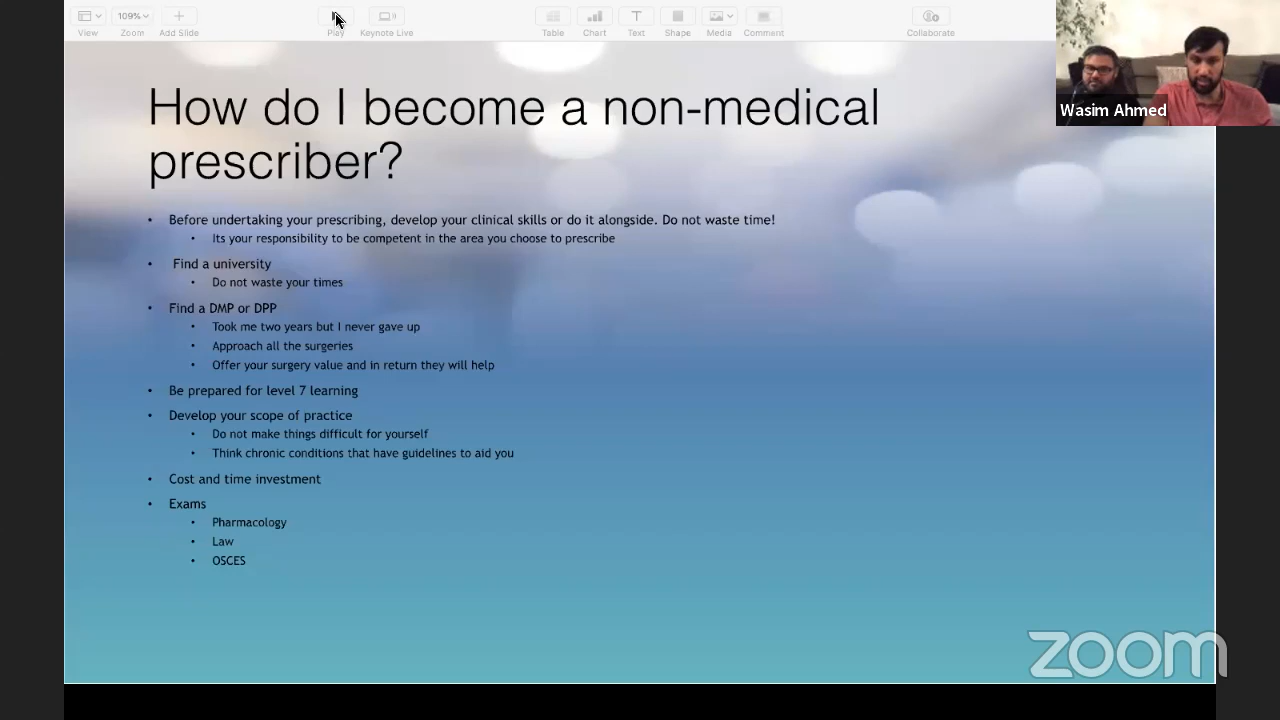 109%
View
Zoom
Add Slide
Play
Keynote Live
Table
Chart
Text
Shape
Media
Comment
Collaborate
Wasim Ahmed
How do I become a non-medical
prescriber?
• Before undertaking your prescribing, develop your clinical skills or do it alongside. Do not waste time!
• Its your responsibility to be competent in the area you choose to prescribe
• Find a university
• Do not waste your times
• Find a DMP or DPP
• Took me two years but I never gave up
• Approach all the surgeries
• Offer your surgery value and in return they will help
• Be prepared for level 7 learning
• Develop your scope of practice
• Do not make things difficult for yourself
• Think chronic conditions that have guidelines to aid you
• Cost and time investment
• Exams
• Pharmacology
• Law
• OSCES
zoom